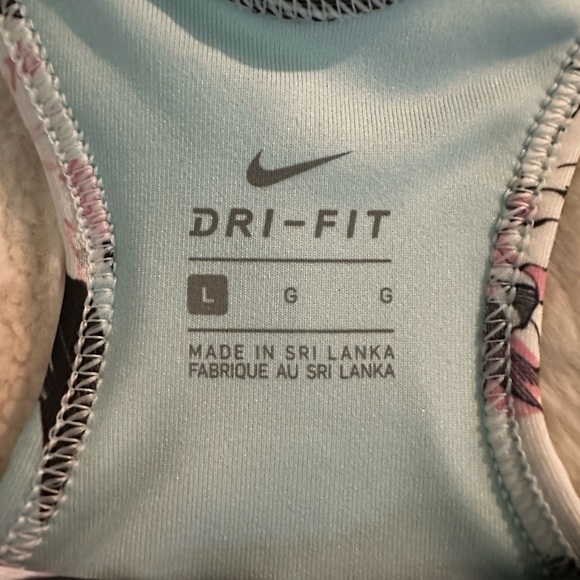 DRI-FIT
L G G
MADE IN SRI LANKA
FABRIQUE AU SRI LANKA